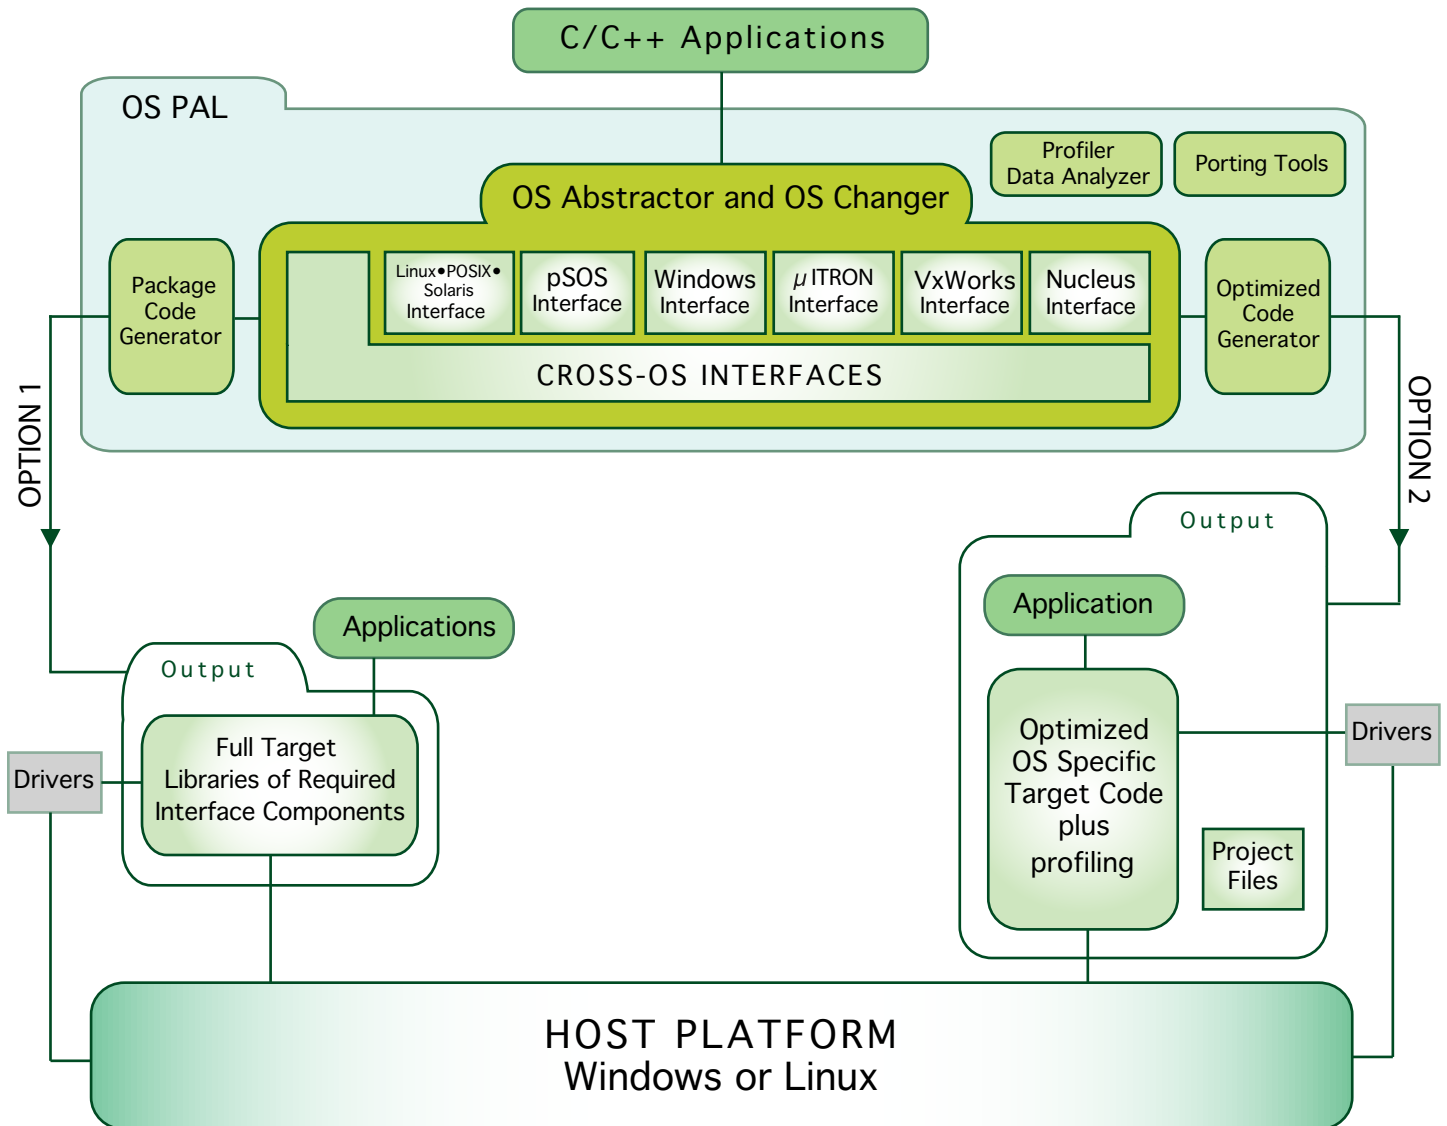 C/C++ Applications
OS PAL
Profiler
Data Analyzer
Porting Tools
OS Abstractor and OS Changer
Package
Code
Generator
Linux•POSIX•
Solaris
Interface
pSOS
Interface
Windows
Interface
µITRON
Interface
VxWorks
Interface
Nucleus
Interface
Optimized
Code
Generator
CROSS-OS INTERFACES
OPTION 1
OPTION 2
Output
Application
Applications
Output
Full Target
Libraries of Required
Interface Components
Drivers
Optimized
OS Specific
Target Code
plus
profiling
Drivers
Project
Files
HOST PLATFORM
Windows or Linux